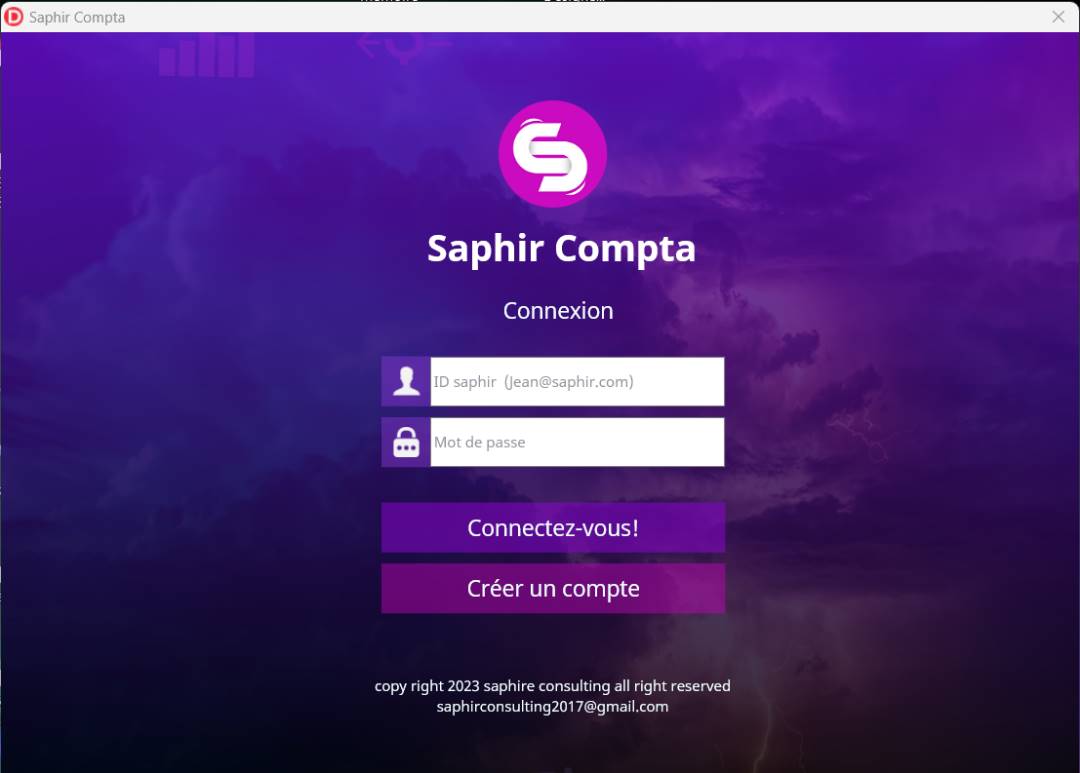 Saphir Compta
Saphir Compta
Connexion
ID saphir (Jean@saphir.com)
Mot de passe
Connectez-vous!
Créer un compte
copy right 2023 saphire consulting all right reserved
saphirconsulting2017@gmail.com